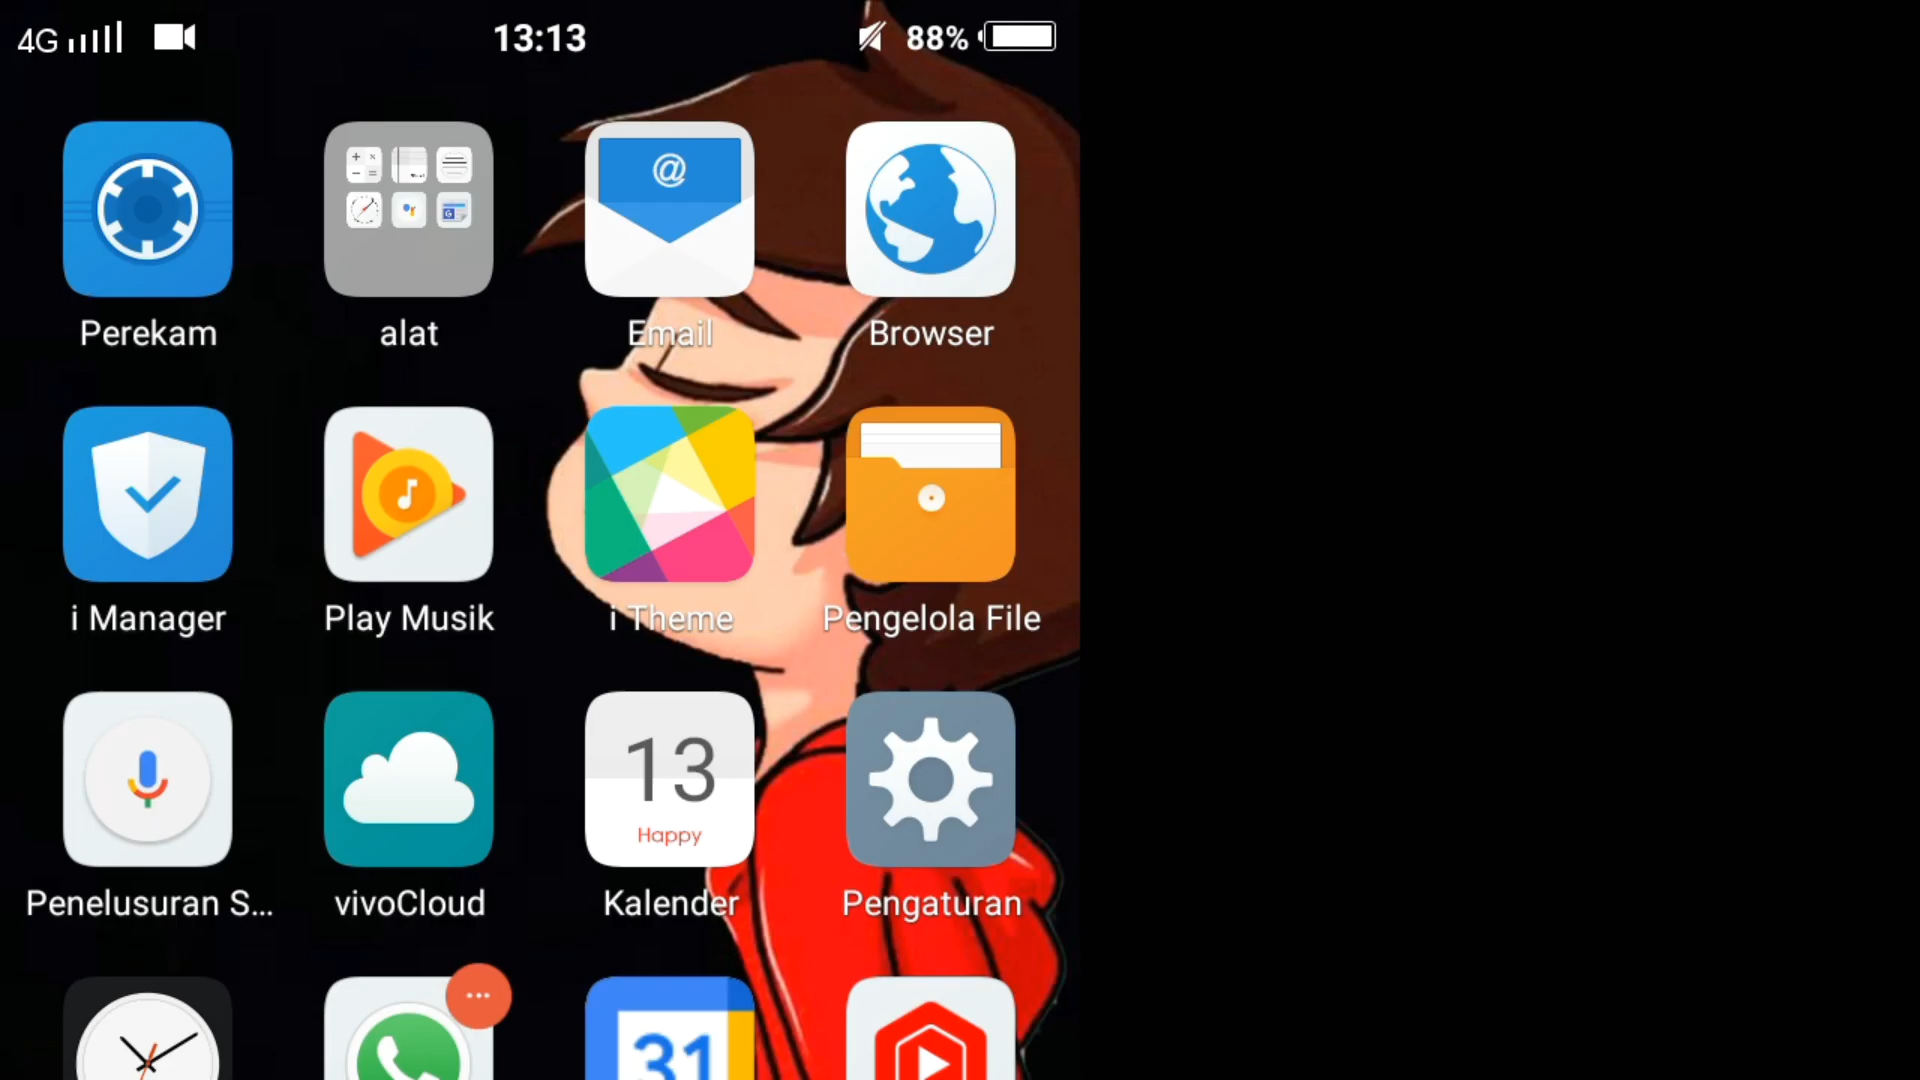 4G 13:13 88%
@
Perekam alat Email Browser
i Manager Play Musik i Theme Pengelola File
13
Happy
Penelusuran S... vivoCloud Kalender Pengaturan
31